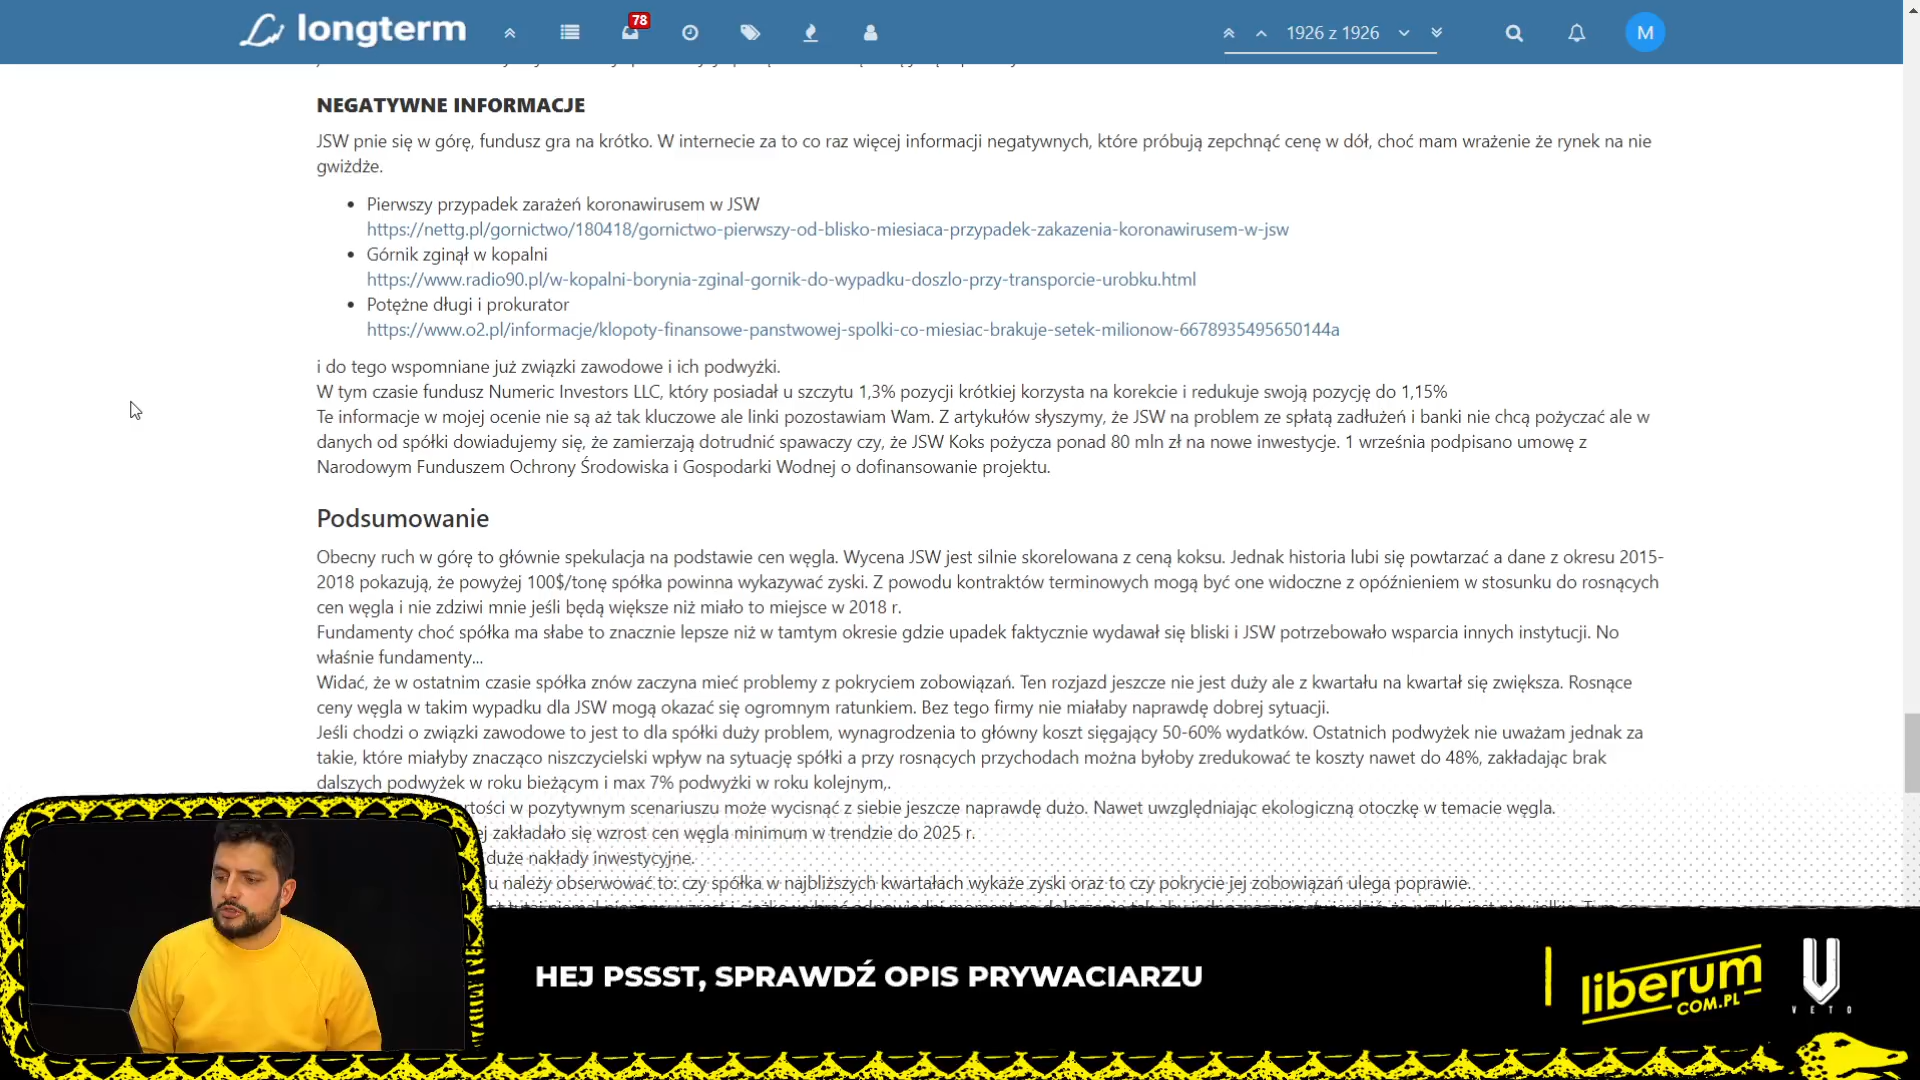 longterm
78
1926 z 1926
M
NEGATYWNE INFORMACJE
JSW pnie się w górę, fundusz gra na krótko. W internecie za to co raz więcej informacji negatywnych, które próbują zepchnąć cenę w dół, choć mam wrażenie że rynek na nie
gwiżdże.
• Pierwszy przypadek zarażeń koronawirusem w JSW
https://nettg.pl/gornictwo/180418/gornictwo-pierwszy-od-blisko-miesiaca-przypadek-zakazenia-koronawirusem-w-jsw
• Górnik zginął w kopalni
https://www.radio90.pl/w-kopalni-borynia-zginal-gornik-do-wypadku-doszlo-przy-transporcie-urobku.html
• Potężne długi i prokurator
https://www.o2.pl/informacje/klopoty-finansowe-panstwowej-spolki-co-miesiac-brakuje-setek-milionow-6678935495650144a
i do tego wspomniane już związki zawodowe i ich podwyżki.
W tym czasie fundusz Numeric Investors LLC, który posiadał u szczytu 1,3% pozycji krótkiej korzysta na korekcie i redukuje swoją pozycję do 1,15%
Te informacje w mojej ocenie nie są aż tak kluczowe ale linki pozostawiam Wam. Z artykułów słyszymy, że JSW na problem ze spłatą zadłużeń i banki nie chcą pożyczać ale w
danych od spółki dowiadujemy się, że zamierzają dotrudnić spawaczy czy, że JSW Koks pożycza ponad 80 mln zł na nowe inwestycje. 1 września podpisano umowę z
Narodowym Funduszem Ochrony Środowiska i Gospodarki Wodnej o dofinansowanie projektu.
Podsumowanie
Obecny ruch w górę to głównie spekulacja na podstawie cen węgla. Wycena JSW jest silnie skorelowana z ceną koksu. Jednak historia lubi się powtarzać a dane z okresu 2015-
2018 pokazują, że powyżej 100$/tonę spółka powinna wykazywać zyski. Z powodu kontraktów terminowych mogą być one widoczne z opóźnieniem w stosunku do rosnących
cen węgla i nie zdziwi mnie jeśli będą większe niż miało to miejsce w 2018 r.
Fundamenty choć spółka ma słabe to znacznie lepsze niż w tamtym okresie gdzie upadek faktycznie wydawał się bliski i JSW potrzebowało wsparcia innych instytucji. No
właśnie fundamenty...
Widać, że w ostatnim czasie spółka znów zaczyna mieć problemy z pokryciem zobowiązań. Ten rozjazd jeszcze nie jest duży ale z kwartału na kwartał się zwiększa. Rosnące
ceny węgla w takim wypadku dla JSW mogą okazać się ogromnym ratunkiem. Bez tego firmy nie miałaby naprawdę dobrej sytuacji.
Jeśli chodzi o związki zawodowe to jest to dla spółki duży problem, wynagrodzenia to główny koszt sięgający 50-60% wydatków. Ostatnich podwyżek nie uważam jednak za
takie, które miałyby znacząco niszczycielski wpływ na sytuację spółki a przy rosnących przychodach można byłoby zredukować te koszty nawet do 48%, zakładając brak
dalszych podwyżek w roku bieżącym i max 7% podwyżki w roku kolejnym,.
rtości w pozytywnym scenariuszu może wycisnąć z siebie jeszcze naprawdę dużo. Nawet uwzględniając ekologiczną otoczkę w temacie węgla.
ej zakładało się wzrost cen węgla minimum w trendzie do 2025 r.
duże nakłady inwestycyjne.
u należy obserwować to: czy spółka w najbliższych kwartałach wykaże zyski oraz to czy pokrycie jej zobowiązań ulega poprawie.
HEJ PSSST, SPRAWDŹ OPIS PRYWACIARZU
liberum
COM.PL
VETO